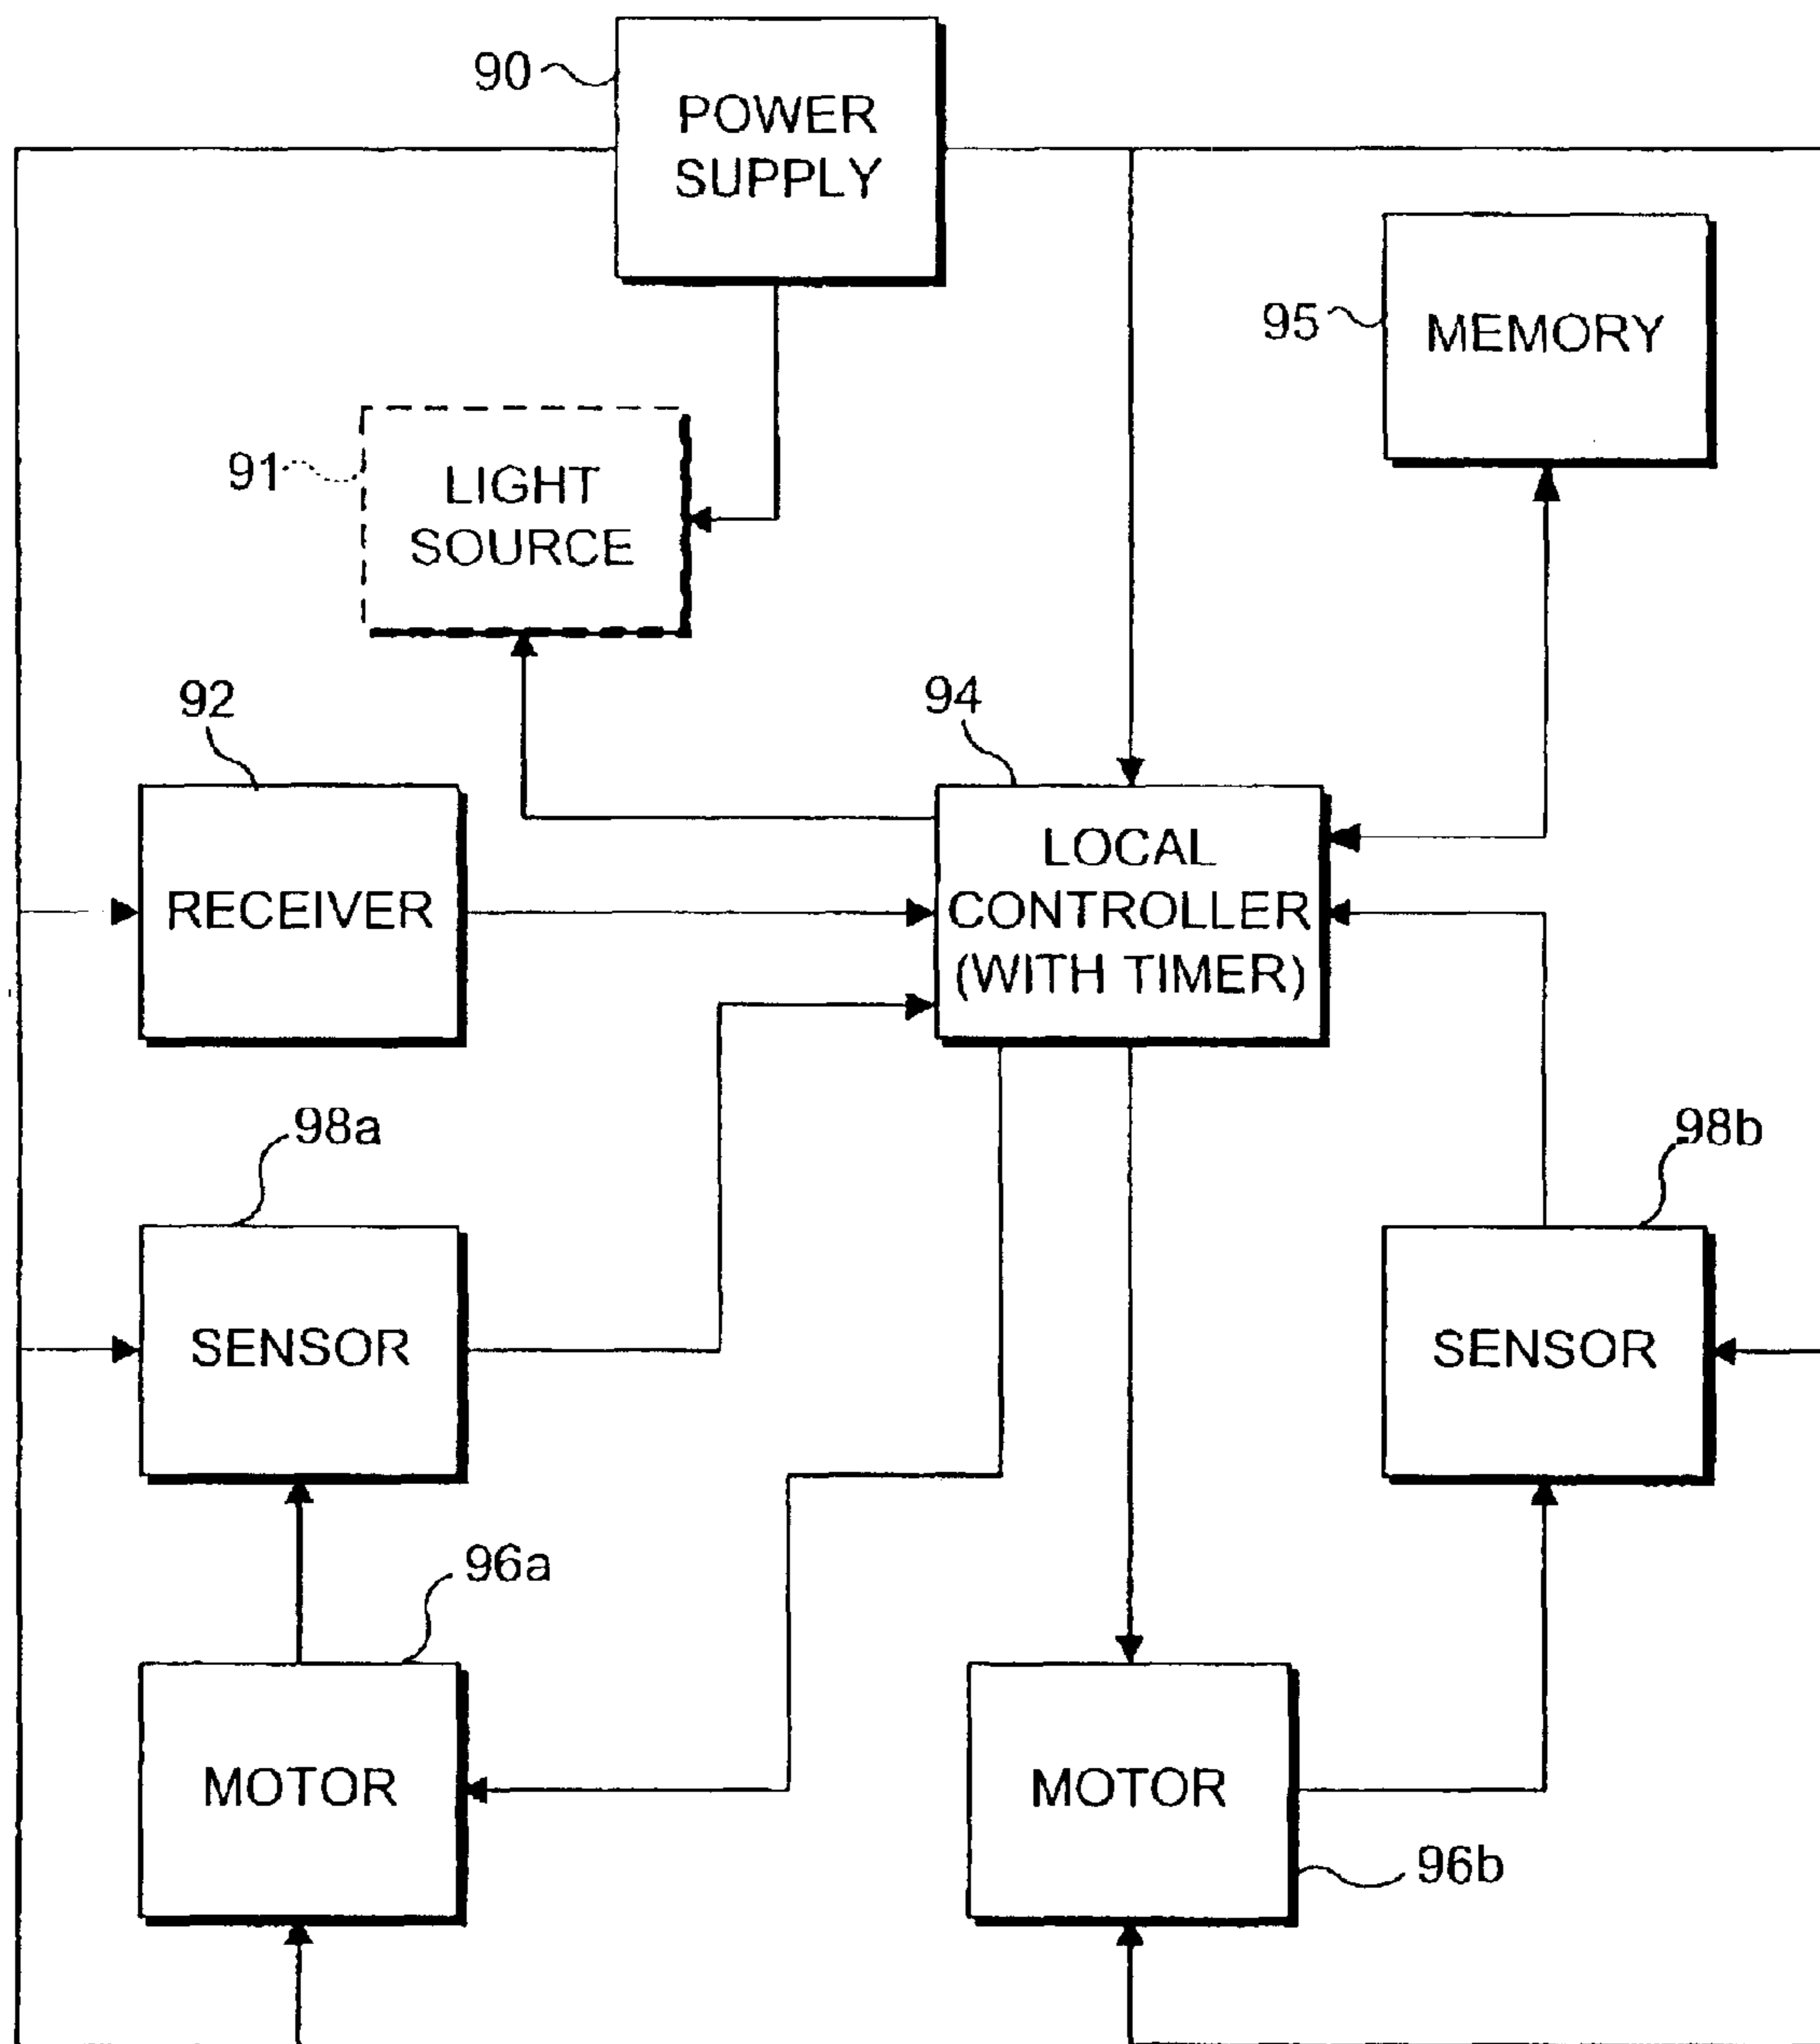 90
POWER
SUPPLY
95
MEMORY
91
LIGHT
SOURCE
92
94
RECEIVER
LOCAL
CONTROLLER
(WITH TIMER)
98a
98b
SENSOR
SENSOR
96a
MOTOR
MOTOR
96b